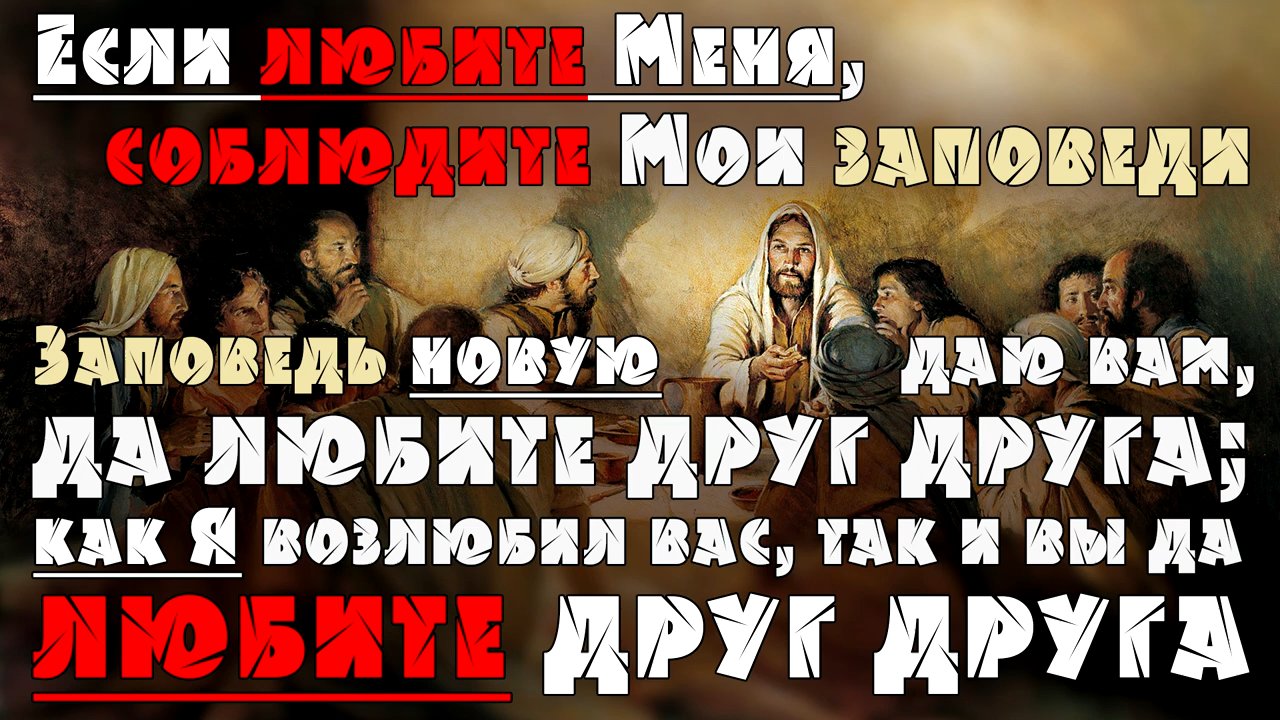 Если любите Меня,
соблюдите Мои заповеди
Заповедь новую даю вам,
да любите друг друга;
как Я возлюбил вас, так и вы да
любите друг друга